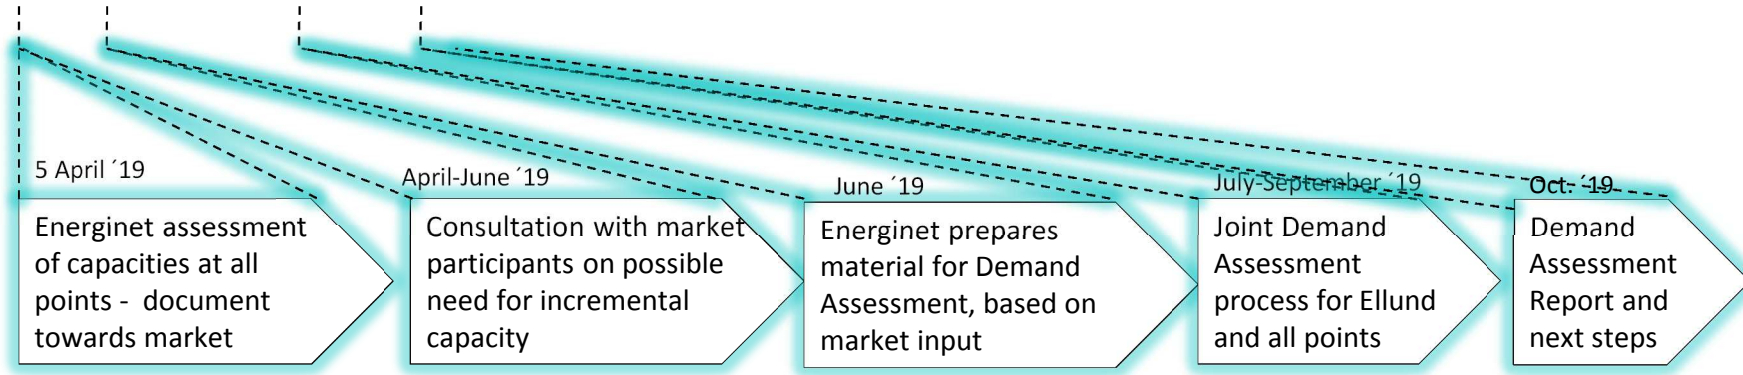 5 April ´19
Energinet assessment
of capacities at all
points - document
towards market
April-June ´19
Consultation with market
participants on possible
need for incremental
capacity
June ´19
Energinet prepares
material for Demand
Assessment, based on
market input
July-September ´19
Joint Demand
Assessment
process for Ellund
and all points
Oct. ´19
Demand
Assessment
Report and
next steps